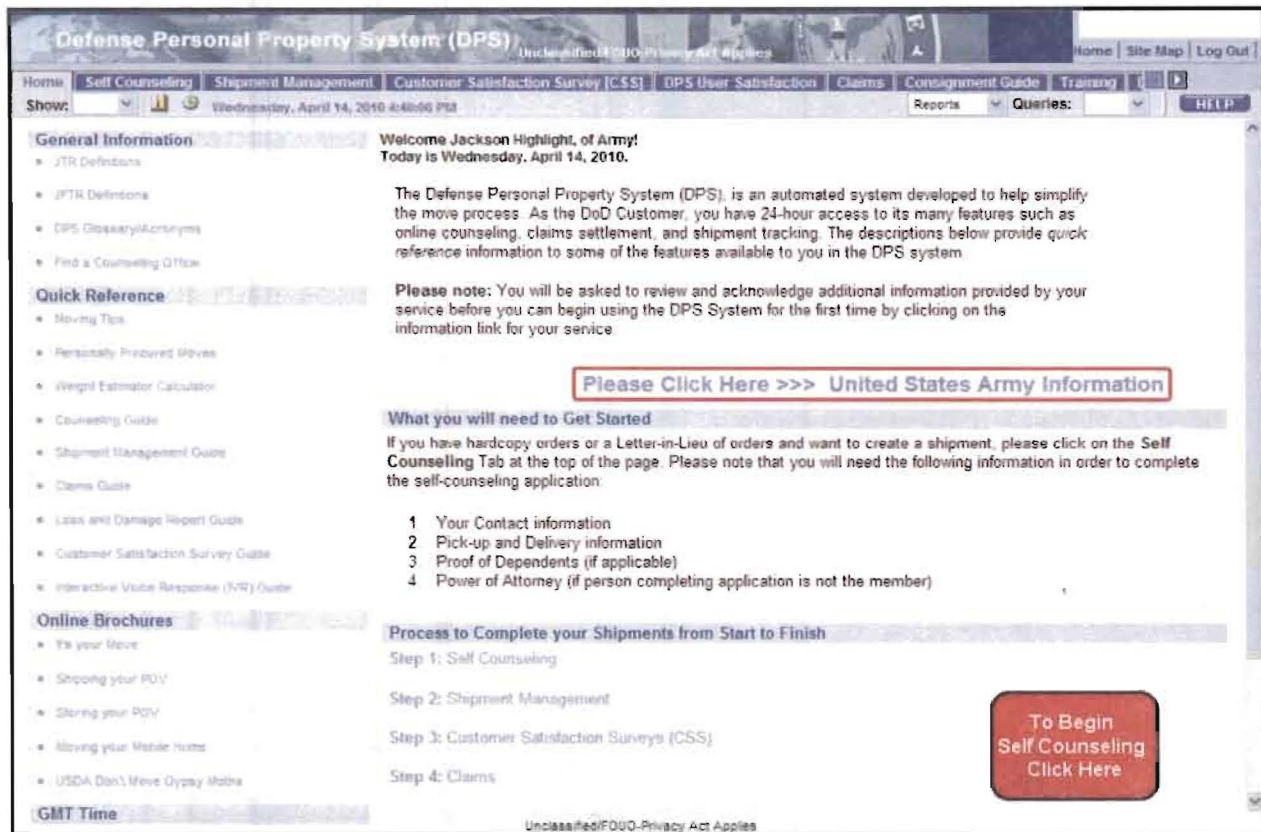 Defense Personal Property System (DPS)
Unclassified/FOUO-Privacy Act Applies
Home | Site Map | Log Out
Home Self Counseling Shipment Management Customer Satisfaction Survey [CSS] DPS User Satisfaction Claims Consignment Guide Training
Show: Wednesday, April 14, 2010 4:48:06 PM Reports Queries: HELP
General Information
JTR Definitions
JFTR Definitions
DPS Glossary/Acronyms
Find a Counseling Office
Quick Reference
Moving Tips
Personally Procured Moves
Weight Estimator Calculator
Counseling Guide
Shipment Management Guide
Claims Guide
Loss and Damage Report Guide
Customer Satisfaction Survey Guide
Interactive Voice Response (IVR) Guide
Online Brochures
It's your Move
Shipping your POV
Storing your POV
Moving your Mobile Home
USDA Don't Move Gypsy Moths
GMT Time
Welcome Jackson Highlight, of Army!
Today is Wednesday, April 14, 2010.
The Defense Personal Property System (DPS), is an automated system developed to help simplify
the move process. As the DoD Customer, you have 24-hour access to its many features such as
online counseling, claims settlement, and shipment tracking. The descriptions below provide quick
reference information to some of the features available to you in the DPS system
Please note: You will be asked to review and acknowledge additional information provided by your
service before you can begin using the DPS System for the first time by clicking on the
information link for your service
Please Click Here >>> United States Army Information
What you will need to Get Started
If you have hardcopy orders or a Letter-in-Lieu of orders and want to create a shipment, please click on the Self
Counseling Tab at the top of the page. Please note that you will need the following information in order to complete
the self-counseling application:
1 Your Contact information
2 Pick-up and Delivery information
3 Proof of Dependents (if applicable)
4 Power of Attorney (if person completing application is not the member)
Process to Complete your Shipments from Start to Finish
Step 1: Self Counseling
Step 2: Shipment Management
Step 3: Customer Satisfaction Surveys (CSS)
Step 4: Claims
To Begin
Self Counseling
Click Here
Unclassified/FOUO-Privacy Act Applies